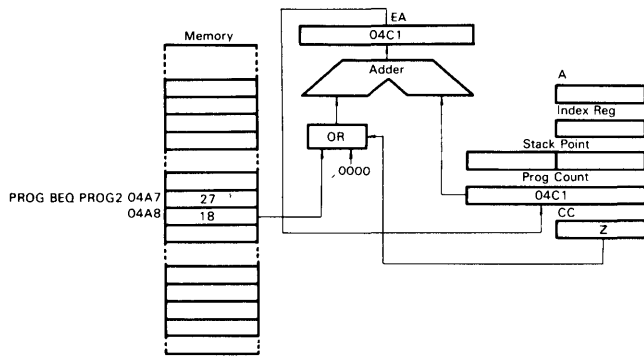 EA
Memory
04C1
Adder
A
Index Reg
OR
Stack Point
0000
Prog Count
PROG BEQ PROG2 04A7
27
04C1
04A8
18
CC
Z